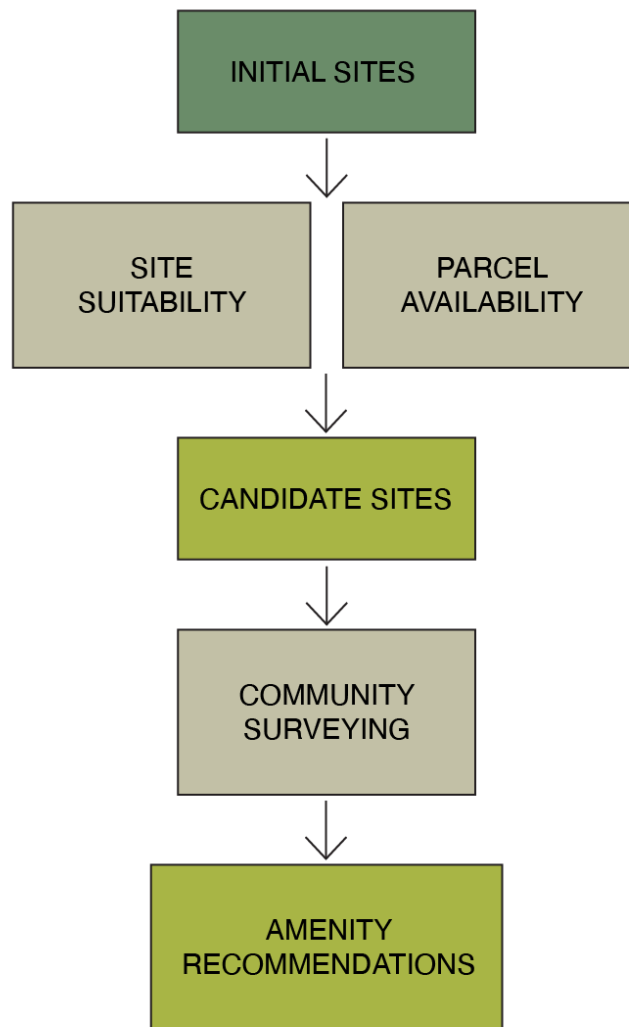 INITIAL SITES
SITE
SUITABILITY
PARCEL
AVAILABILITY
CANDIDATE SITES
COMMUNITY
SURVEYING
AMENITY
RECOMMENDATIONS